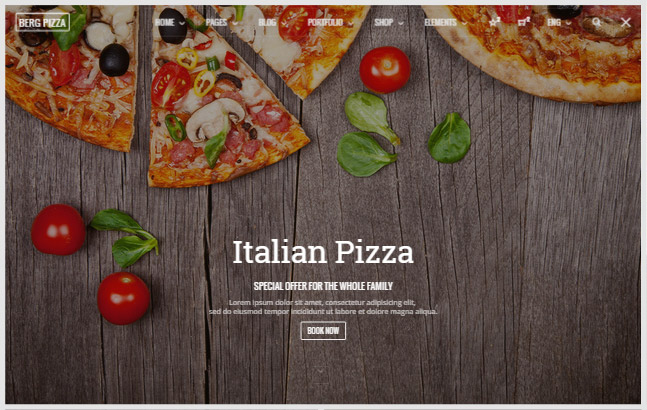 BERG PIZZA
HOME PAGES BLOG PORTFOLIO SHOP ELEMENTS ENG
Italian Pizza
SPECIAL OFFER FOR THE WHOLE FAMILY
Lorem ipsum dolor sit amet, consectetur adipisicing elit,
sed do eiusmod tempor incididunt ut labore et dolore magna aliqua.
BOOK NOW